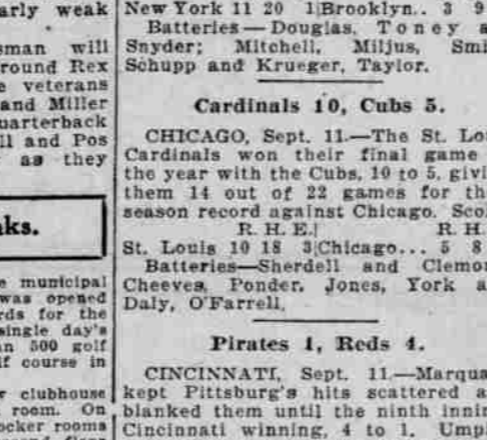 arly weak
sman will
round Rex
e veterans
and Miller
uarterback
ll and Pos
as they
ks.
e municipal
was opened
rds for the
single day's
n 500 golf
lf course in
r clubhouse
room. On
ocker rooms
New York 11 20 1|Brooklyn.. 3 9
Batteries—Douglas, Toney a
Snyder; Mitchell, Miljus, Smi
Schupp and Krueger, Taylor.
Cardinals 10, Cubs 5.
CHICAGO, Sept. 11.—The St. Lou
Cardinals won their final game
the year with the Cubs, 10 to 5, givi
them 14 out of 22 games for th
season record against Chicago. Sco
R. H. E.| R. H.
St. Louis 10 18 3|Chicago... 5 8
Batteries—Sherdell and Clemon
Cheeves, Ponder, Jones, York a
Daly, O'Farrell.
Pirates 1, Reds 4.
CINCINNATI, Sept. 11.—Marqua
kept Pittsburg's hits scattered a
blanked them until the ninth innin
Cincinnati winning, 4 to 1. Ump